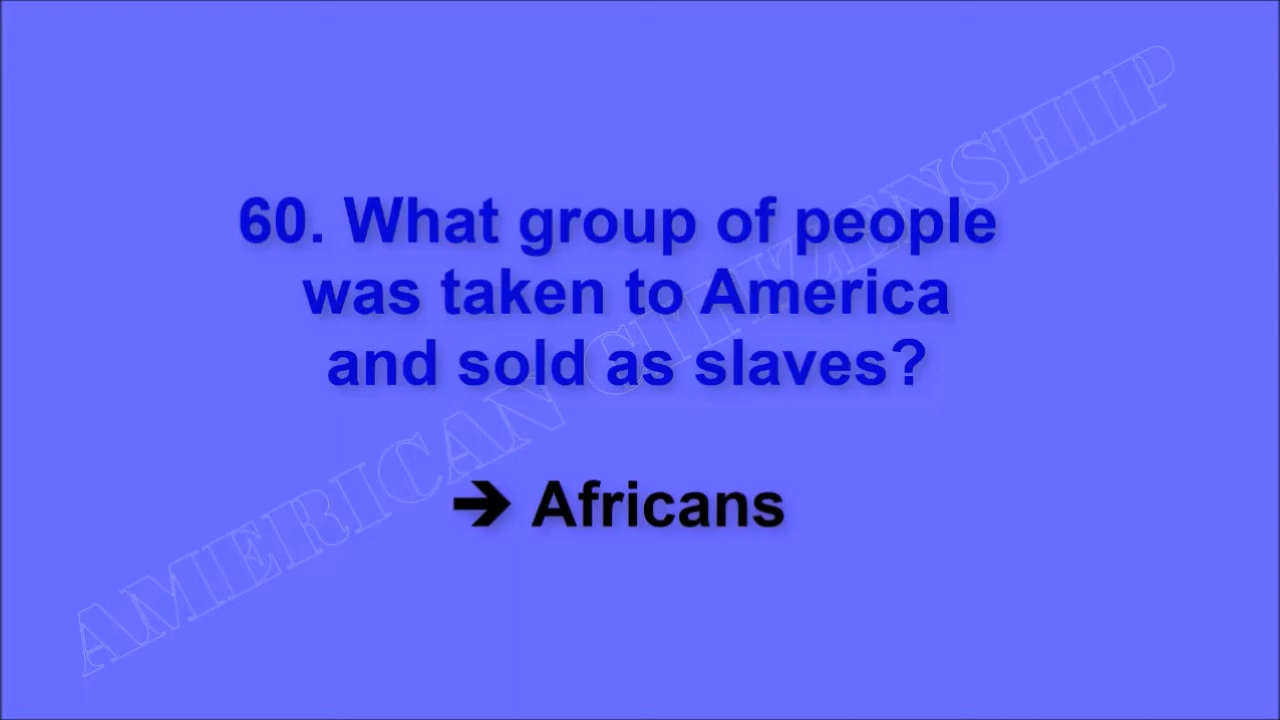 60. What group of people
was taken to America
and sold as slaves?
➔ Africans
AMERICAN CITIZENSHIP